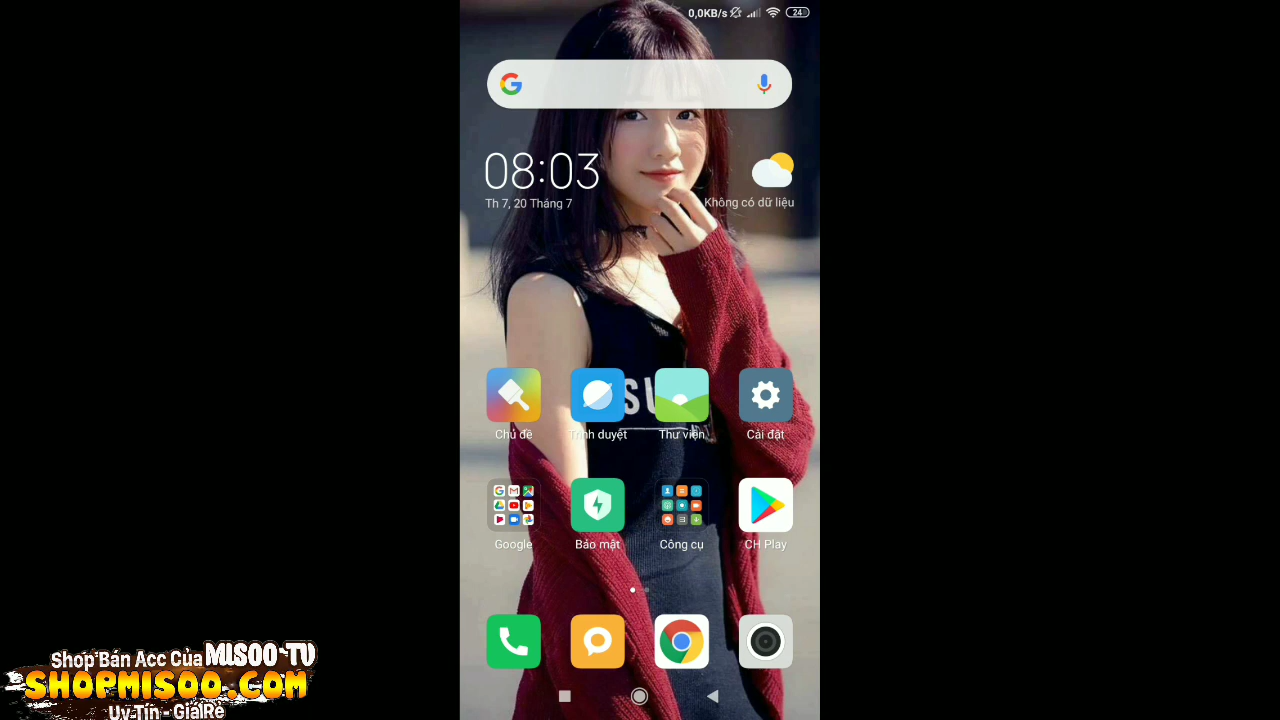 0,0KB/s 24
08:03
Th 7, 20 Tháng 7
Không có dữ liệu
SU
Chủ đề
Trình duyệt
Thư viện
Cài đặt
Google
Bảo mật
Công cụ
CH Play
Shop Bán Acc Của MISOO TV
SHOPMISOO.COM
Uy Tín - Giá Rẻ